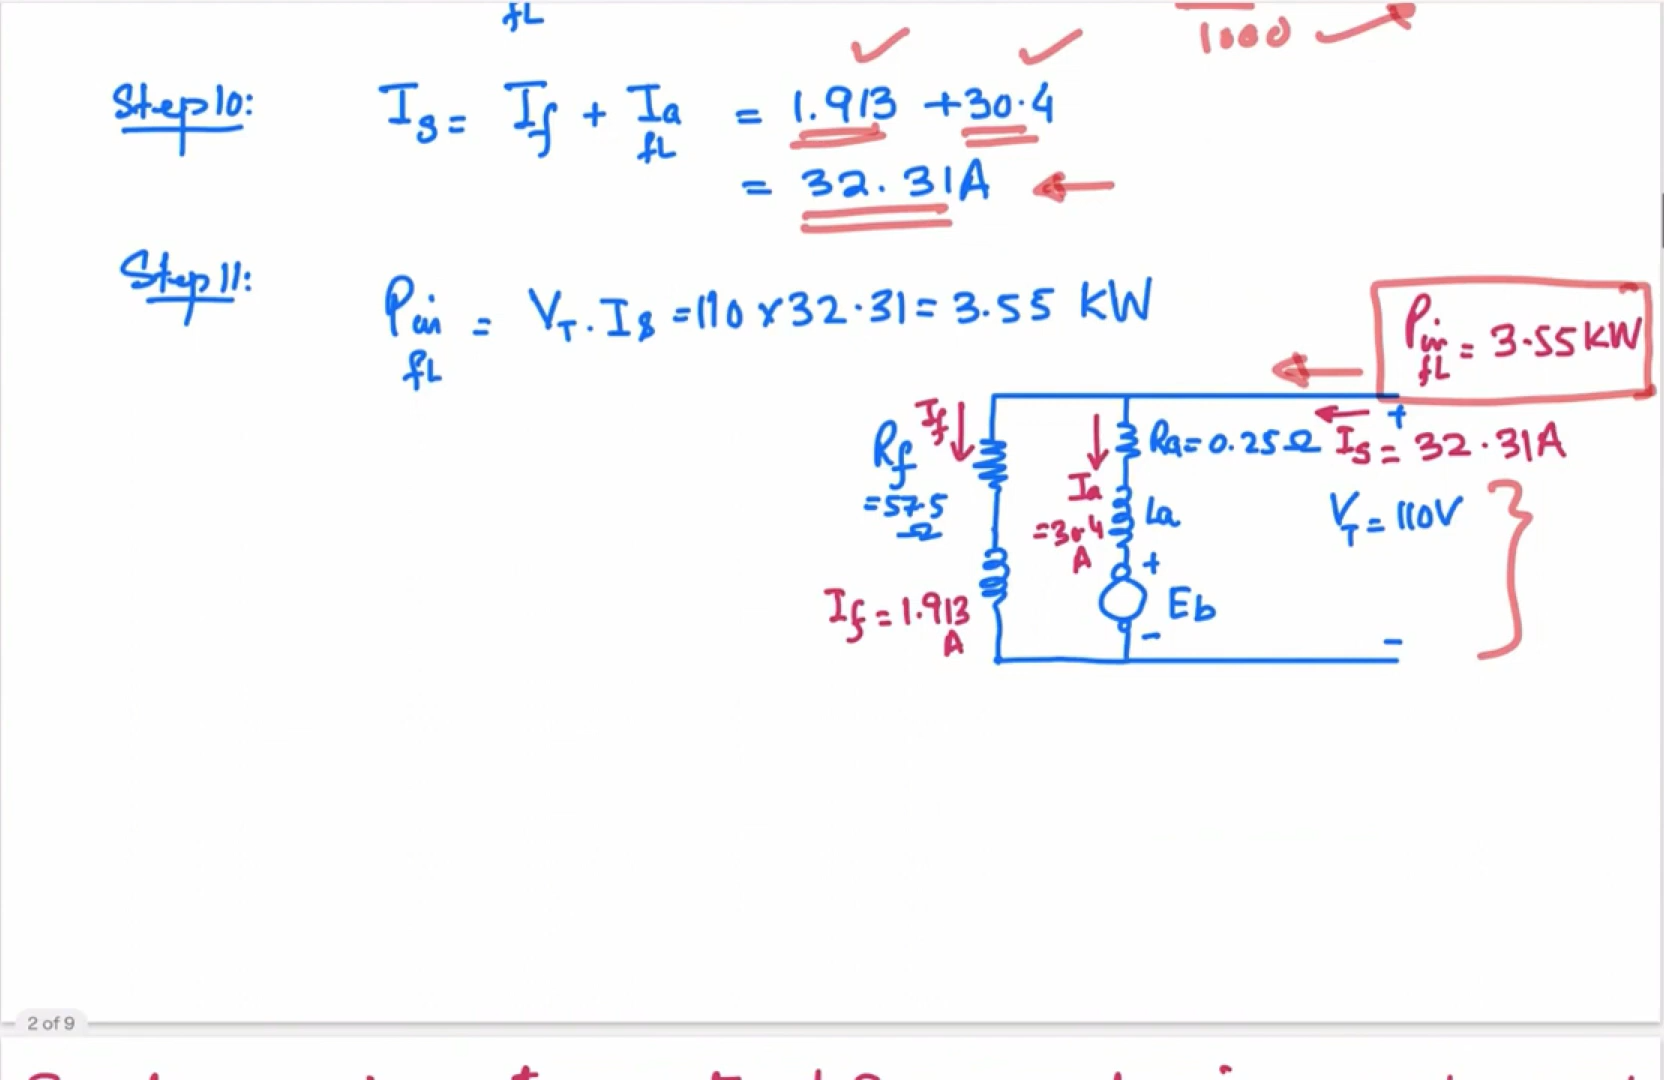 fL
1000
Step 10: Is = If + Ia fL = 1.913 + 30.4
= 32.31A
Step 11:
Pin fL = VT . Is = 110 x 32.31 = 3.55 KW
Pin fL = 3.55 KW
Rf = 57.5 Ω
If
Ia = 30.4 A
Ra = 0.25 Ω
Is = 32.31A
+
La
VT = 110V
+
Eb
-
If = 1.913 A
-
2 of 9